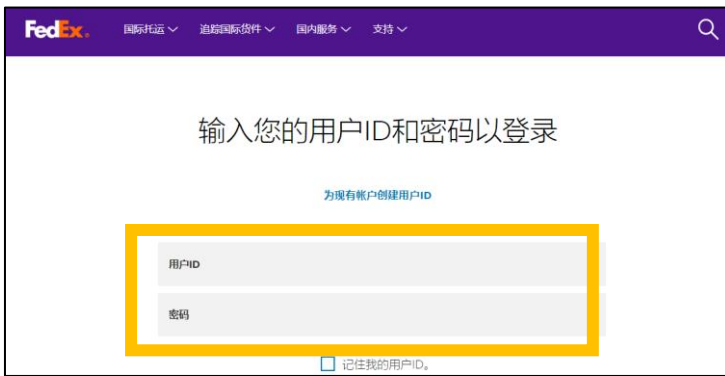 FedEx. 国际托运 追踪国际货件 国内服务 支持
输入您的用户ID和密码以登录
为现有帐户创建用户ID
用户ID
密码
记住我的用户ID。